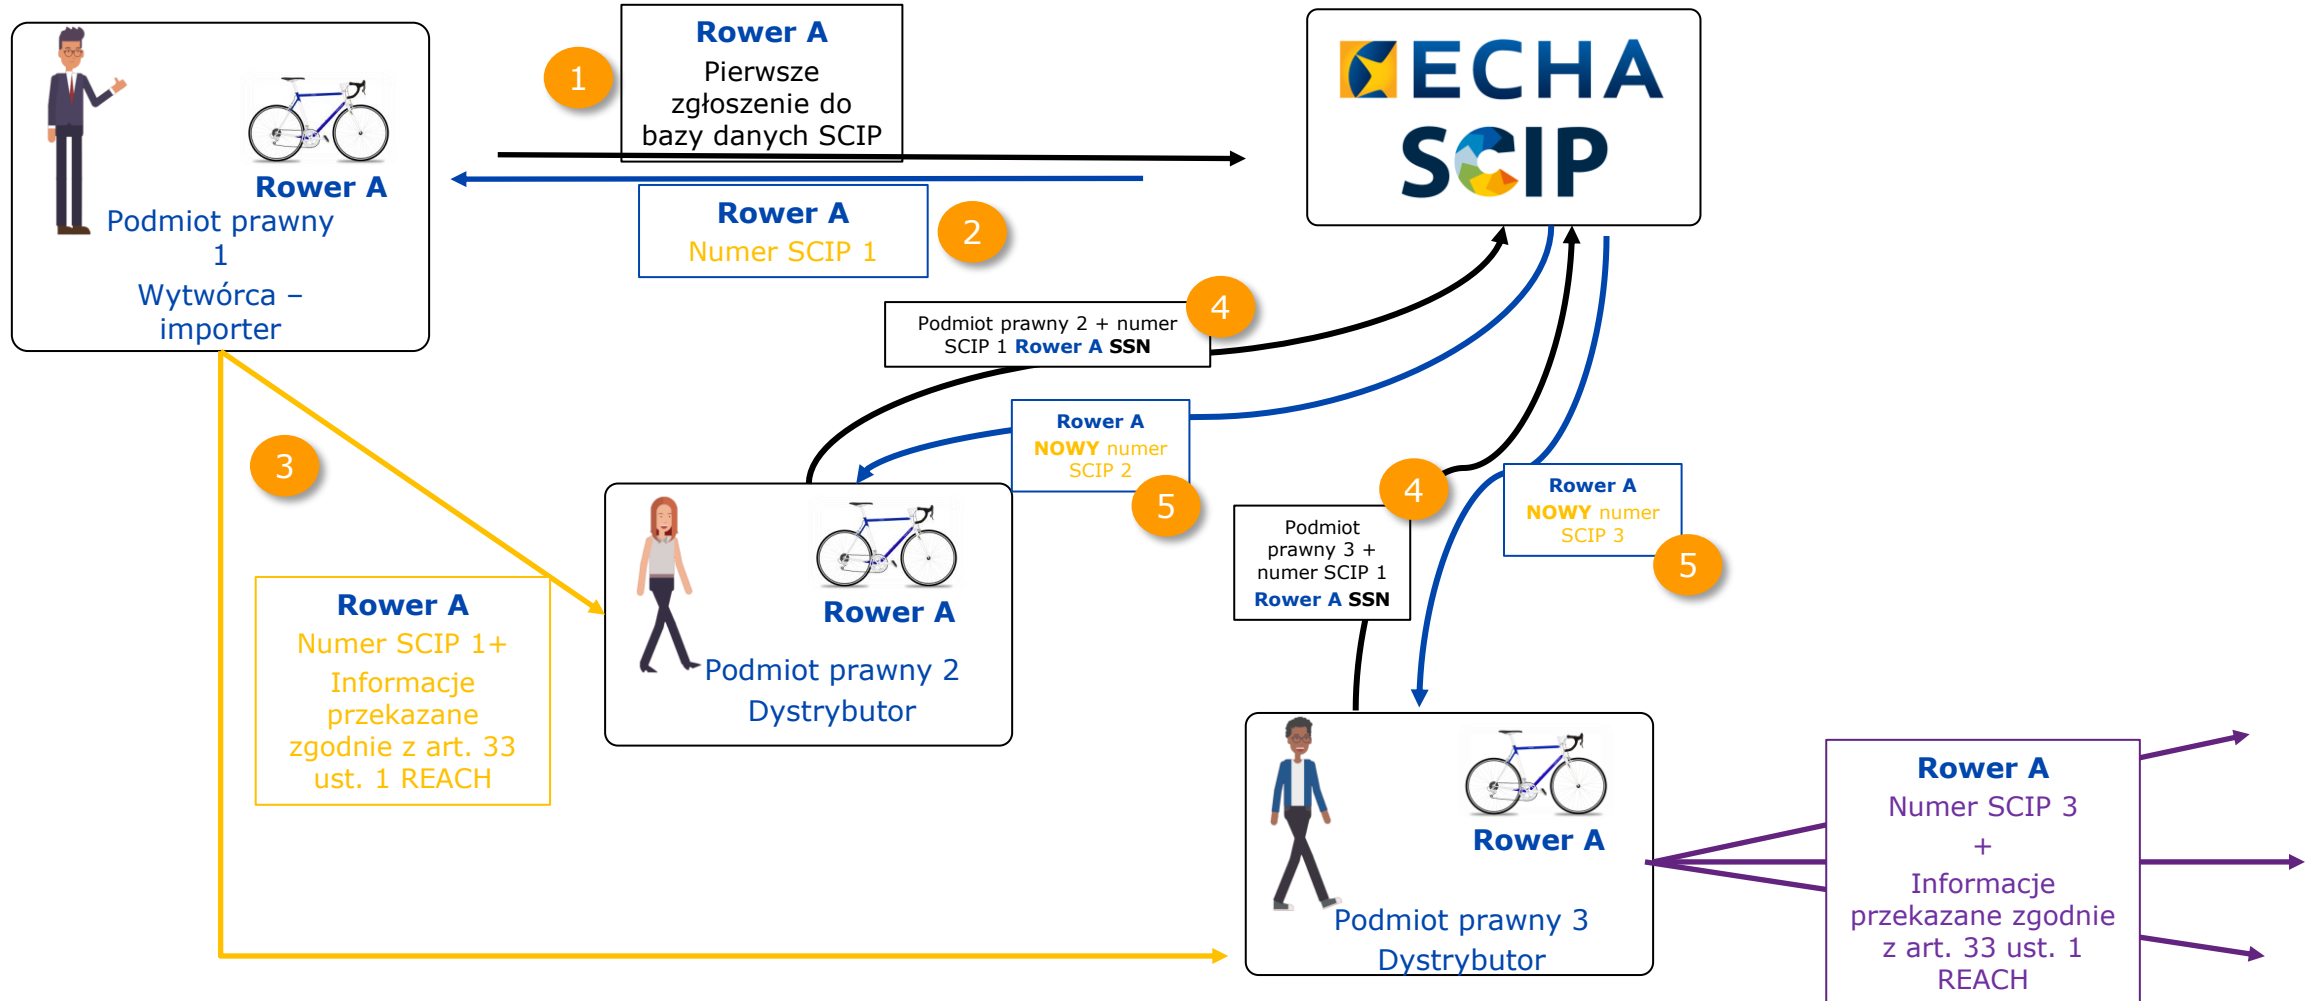 Rower A
Podmiot prawny
1
Wytwórca –
importer
1
Rower A
Pierwsze
zgłoszenie do
bazy danych SCIP
Rower A
Numer SCIP 1
2
ECHA
SCIP
4
Podmiot prawny 2 + numer
SCIP 1 Rower A SSN
Rower A
NOWY numer
SCIP 2
5
3
Rower A
Numer SCIP 1+
Informacje
przekazane
zgodnie z art. 33
ust. 1 REACH
Rower A
Podmiot prawny 2
Dystrybutor
4
Podmiot
prawny 3 +
numer SCIP 1
Rower A SSN
Rower A
NOWY numer
SCIP 3
5
Rower A
Podmiot prawny 3
Dystrybutor
Rower A
Numer SCIP 3
+
Informacje
przekazane zgodnie
z art. 33 ust. 1
REACH